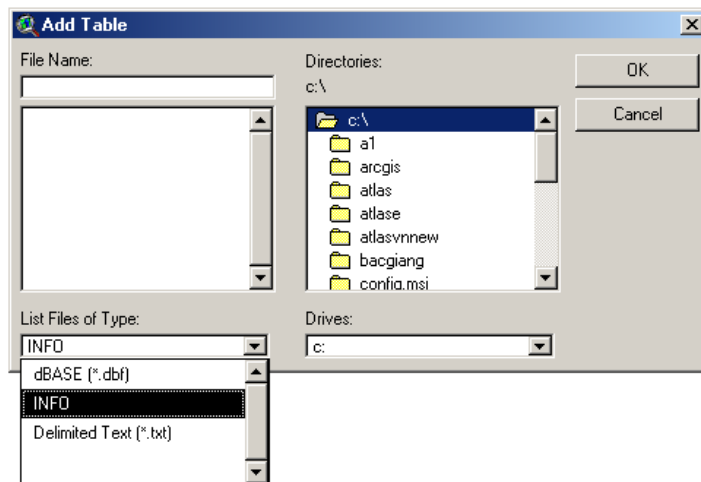 Add Table
File Name:
Directories:
c:\
OK
Cancel
c:\
a1
arcgis
atlas
atlase
atlasvnnew
bacgiang
config.msi
List Files of Type:
Drives:
INFO
c:
dBASE (*.dbf)
INFO
Delimited Text (*.txt)